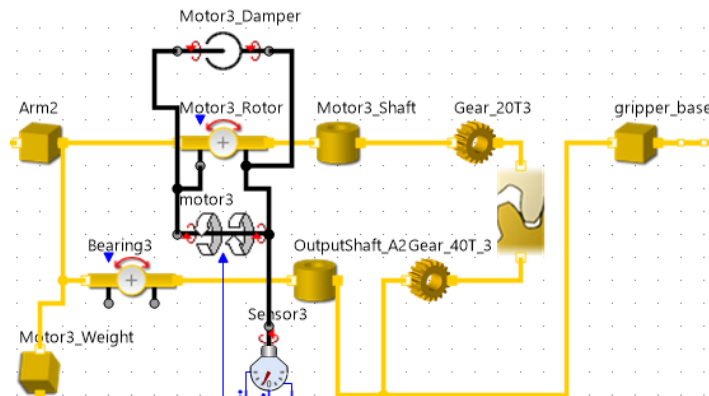 Motor3_Damper
Arm2
Motor3_Rotor
Motor3_Shaft
Gear_20T3
gripper_base
motor3
Bearing3
OutputShaft_A2
Gear_40T_3
Sensor3
Motor3_Weight